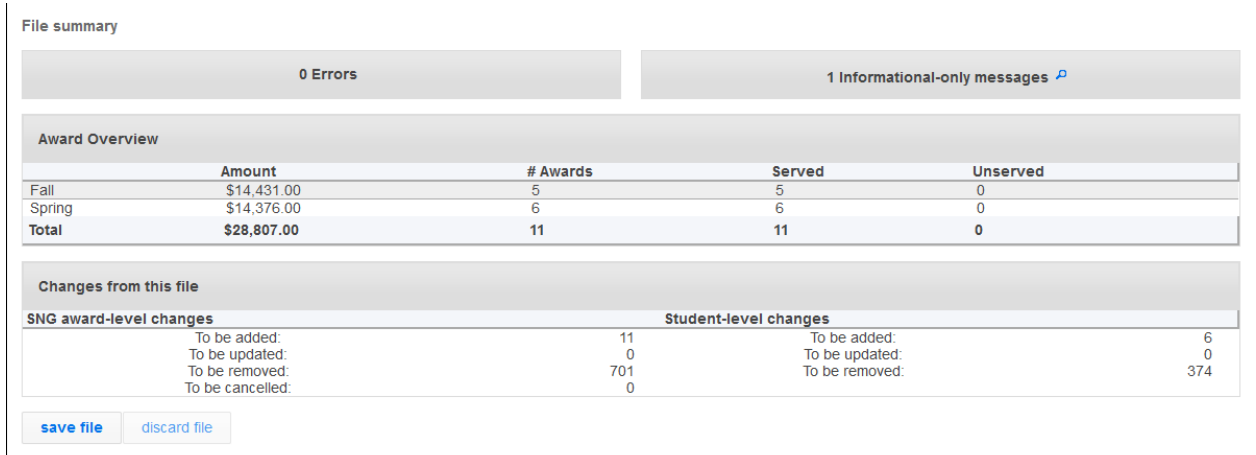 File summary
0 Errors
1 Informational-only messages
Award Overview
Amount # Awards Served Unserved
Fall $14,431.00 5 5 0
Spring $14,376.00 6 6 0
Total $28,807.00 11 11 0
Changes from this file
SNG award-level changes Student-level changes
To be added: 11 To be added: 6
To be updated: 0 To be updated: 0
To be removed: 701 To be removed: 374
To be cancelled: 0
save file discard file